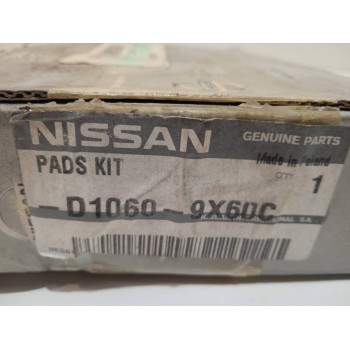 NISSAN GENUINE PARTS
PADS KIT Made in Poland
QTY 1
-D1060-9X60C
S.A.